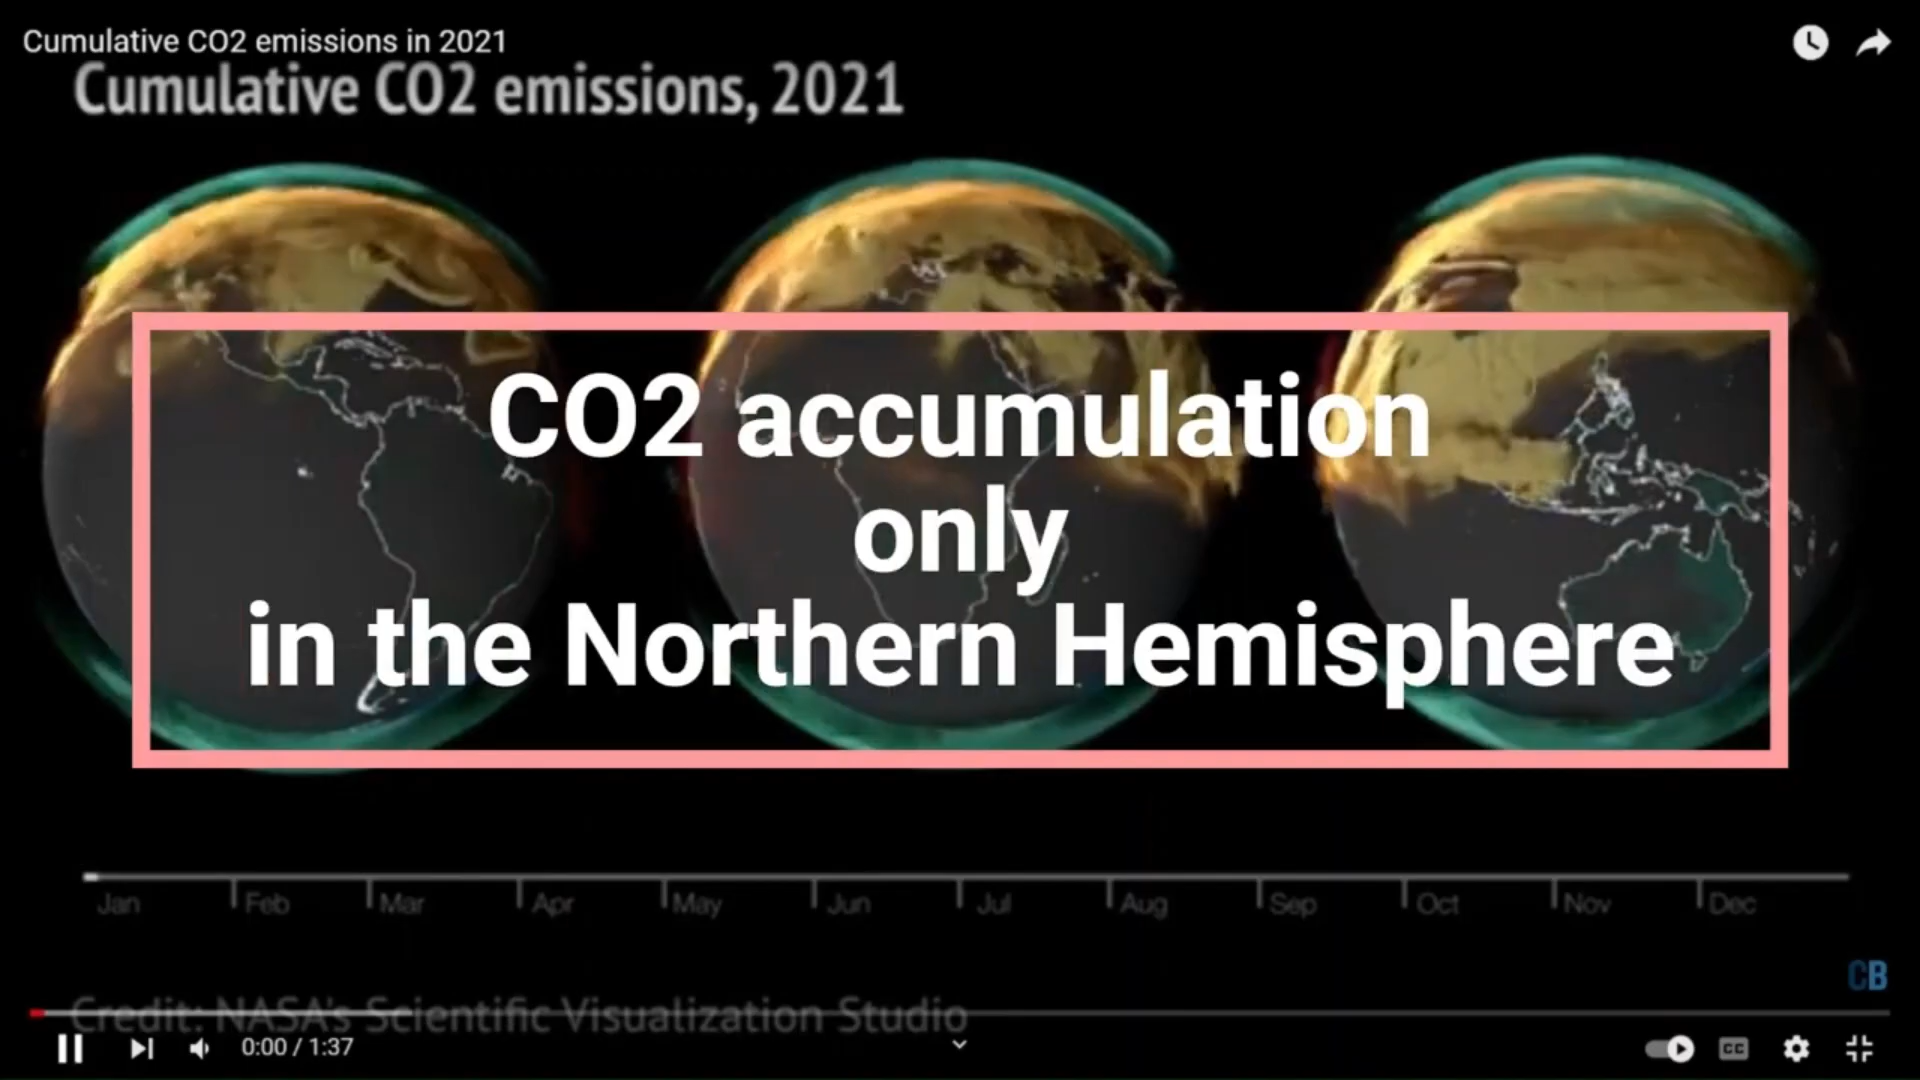 Cumulative CO2 emissions in 2021
Cumulative CO2 emissions, 2021
CO2 accumulation
only
in the Northern Hemisphere
Jan Feb Mar Apr May Jun Jul Aug Sep Oct Nov Dec
CB
Credit: NASA's Scientific Visualization Studio
0:00 / 1:37
CC